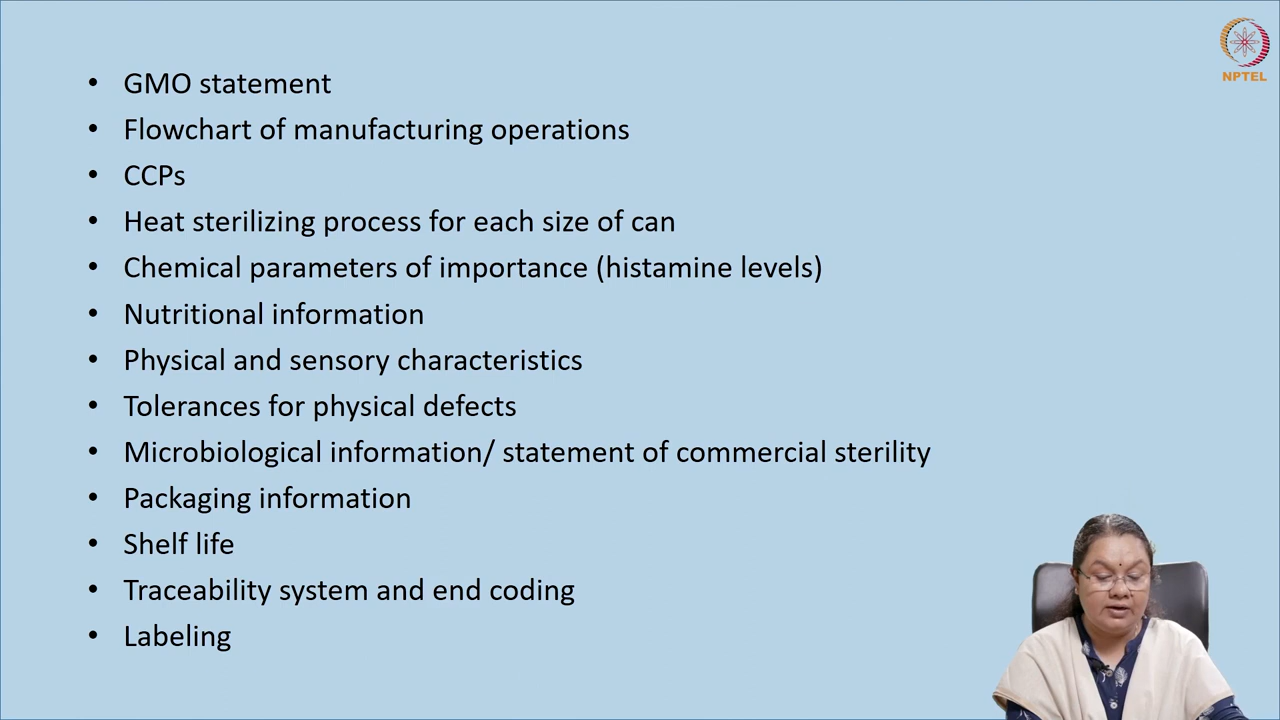 NPTEL
• GMO statement
• Flowchart of manufacturing operations
• CCPs
• Heat sterilizing process for each size of can
• Chemical parameters of importance (histamine levels)
• Nutritional information
• Physical and sensory characteristics
• Tolerances for physical defects
• Microbiological information/ statement of commercial sterility
• Packaging information
• Shelf life
• Traceability system and end coding
• Labeling